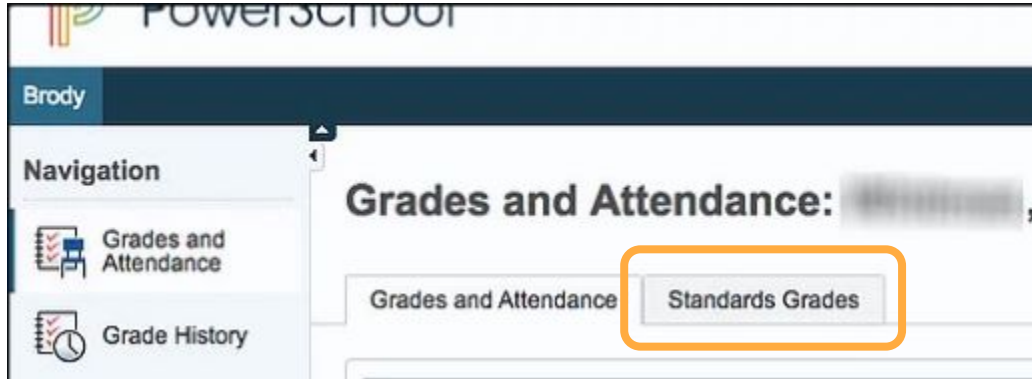 PowerSchool
Brody
Navigation
Grades and Attendance:
Grades and
Attendance
Grades and Attendance
Standards Grades
Grade History